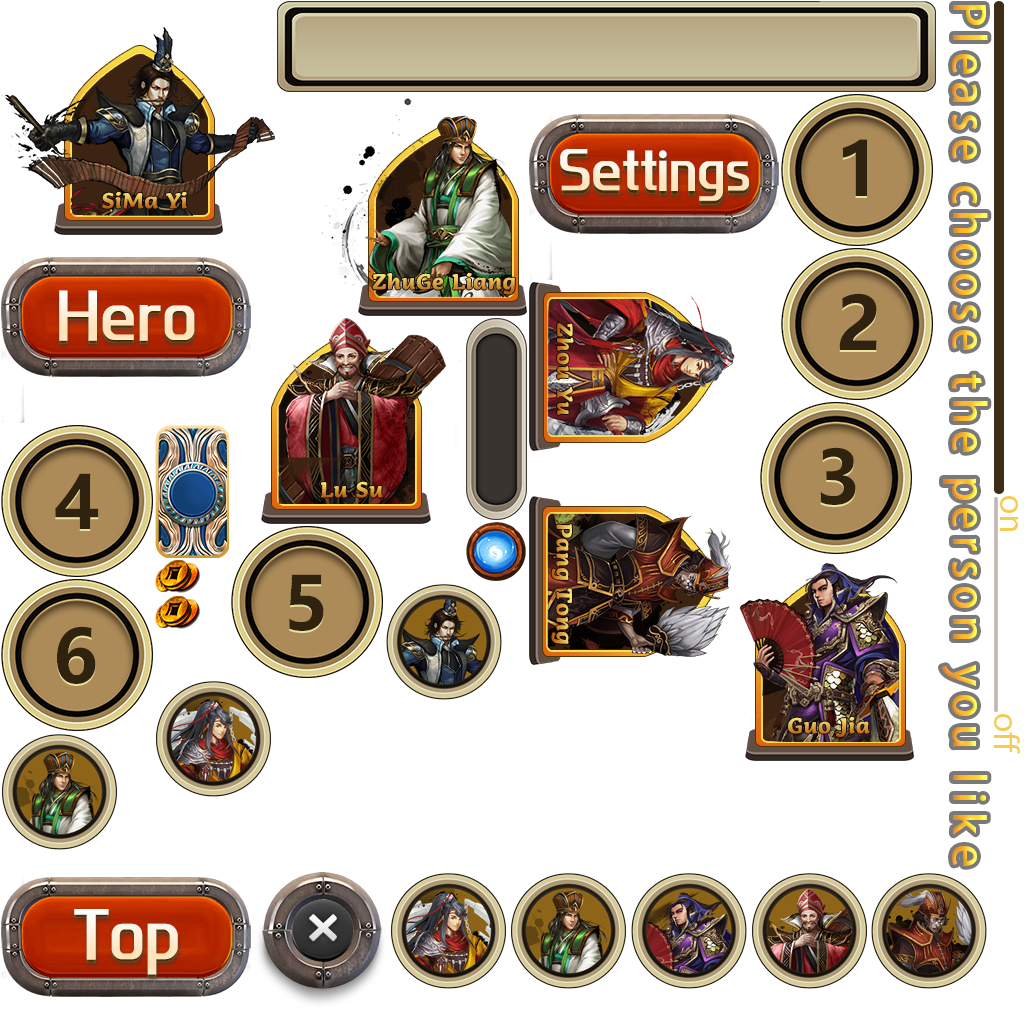 SiMa Yi
ZhuGe Liang
Settings
1
Hero
Zhou Yu
2
Lu Su
3
4
5
Pang Tong
6
Guo Jia
Please choose the person you like
on
off
Top